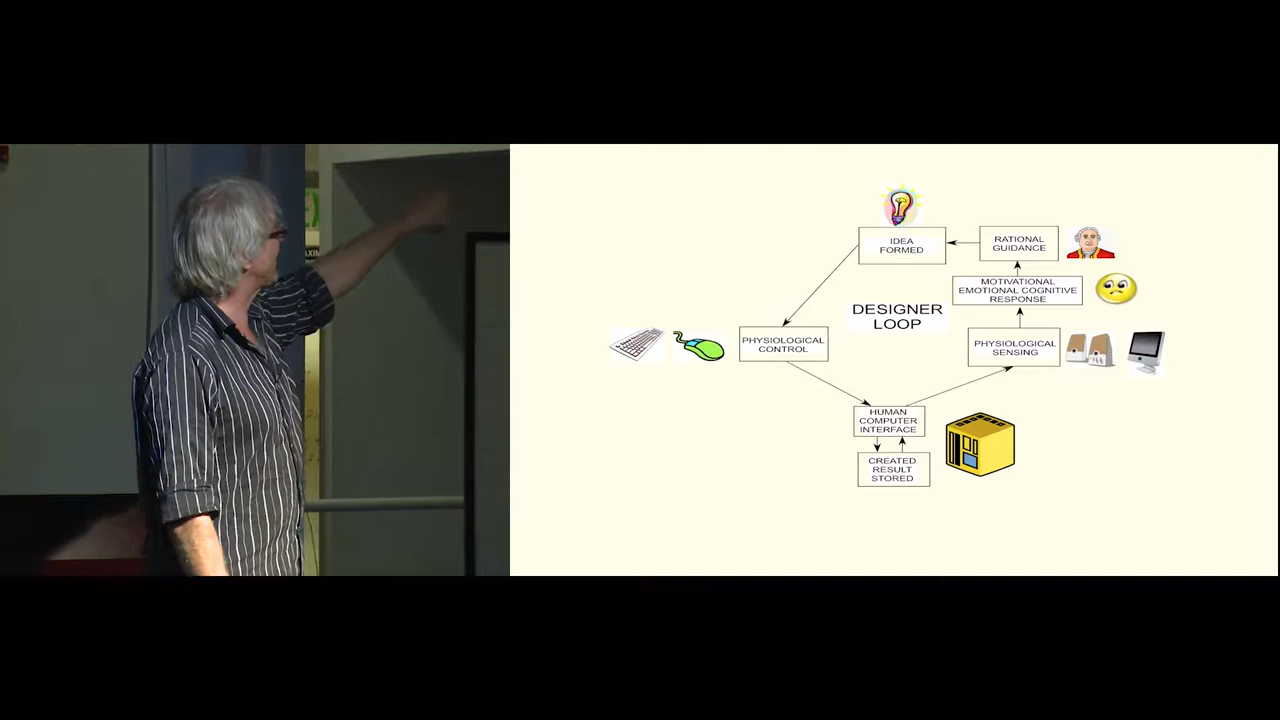 IDEA
FORMED
RATIONAL
GUIDANCE
MOTIVATIONAL
EMOTIONAL COGNITIVE
RESPONSE
DESIGNER
LOOP
PHYSIOLOGICAL
CONTROL
PHYSIOLOGICAL
SENSING
HUMAN
COMPUTER
INTERFACE
CREATED
RESULT
STORED